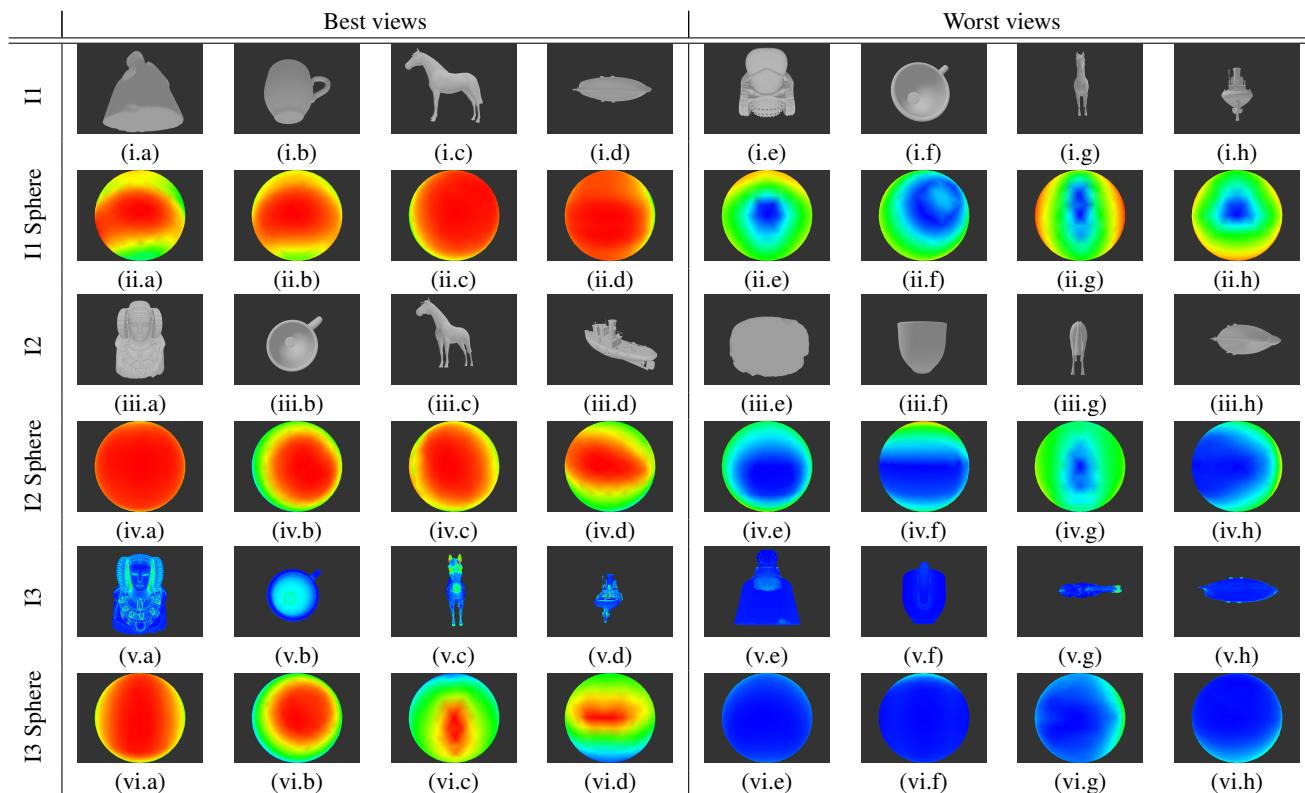 Best views Worst views
I1
(i.a) (i.b) (i.c) (i.d) (i.e) (i.f) (i.g) (i.h)
I1 Sphere
(ii.a) (ii.b) (ii.c) (ii.d) (ii.e) (ii.f) (ii.g) (ii.h)
I2
(iii.a) (iii.b) (iii.c) (iii.d) (iii.e) (iii.f) (iii.g) (iii.h)
I2 Sphere
(iv.a) (iv.b) (iv.c) (iv.d) (iv.e) (iv.f) (iv.g) (iv.h)
I3
(v.a) (v.b) (v.c) (v.d) (v.e) (v.f) (v.g) (v.h)
I3 Sphere
(vi.a) (vi.b) (vi.c) (vi.d) (vi.e) (vi.f) (vi.g) (vi.h)